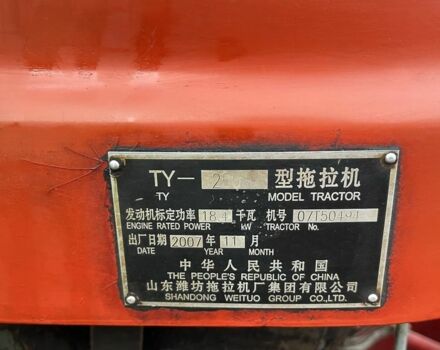 TY— 型拖拉机
TY MODEL TRACTOR
发动机标定功率 18.4 千瓦 机号 07T50494
ENGINE RATED POWER kW TRACTOR No.
出厂日期 2007 年 11 月
DATE YEAR MONTH
中华人民共和国
THE PEOPLE'S REPUBLIC OF CHINA
山东潍坊拖拉机厂集团有限公司
SHANDONG WEITUO GROUP CO.,LTD.